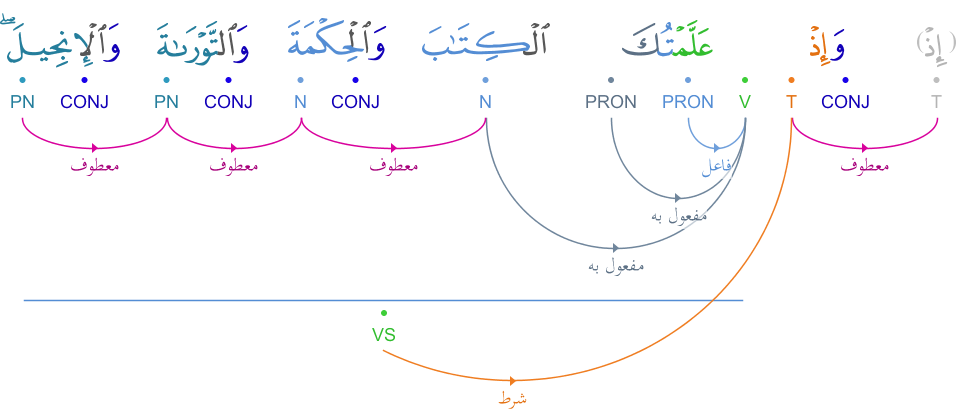 (إِذْ) وَإِذْ عَلَّمْتُكَ ٱلْكِتَـٰبَ وَٱلْحِكْمَةَ وَٱلتَّوْرَىٰةَ وَٱلْإِنجِيلَ ۖ
T CONJ T V PRON PRON N CONJ N CONJ PN CONJ PN
معطوف فاعل معطوف معطوف معطوف
مفعول به
مفعول به
VS
شرط